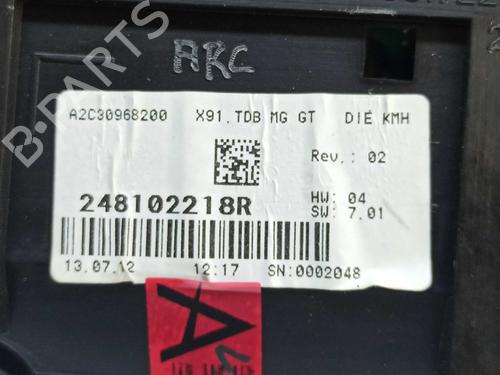 ARC
A2C30968200 X91.TDB MG GT DIE KMH
Rev.: 02
248102218R
HW: 04
SW: 7.01
13.07.12 12:17 SN:0002048
A
B-PARTS